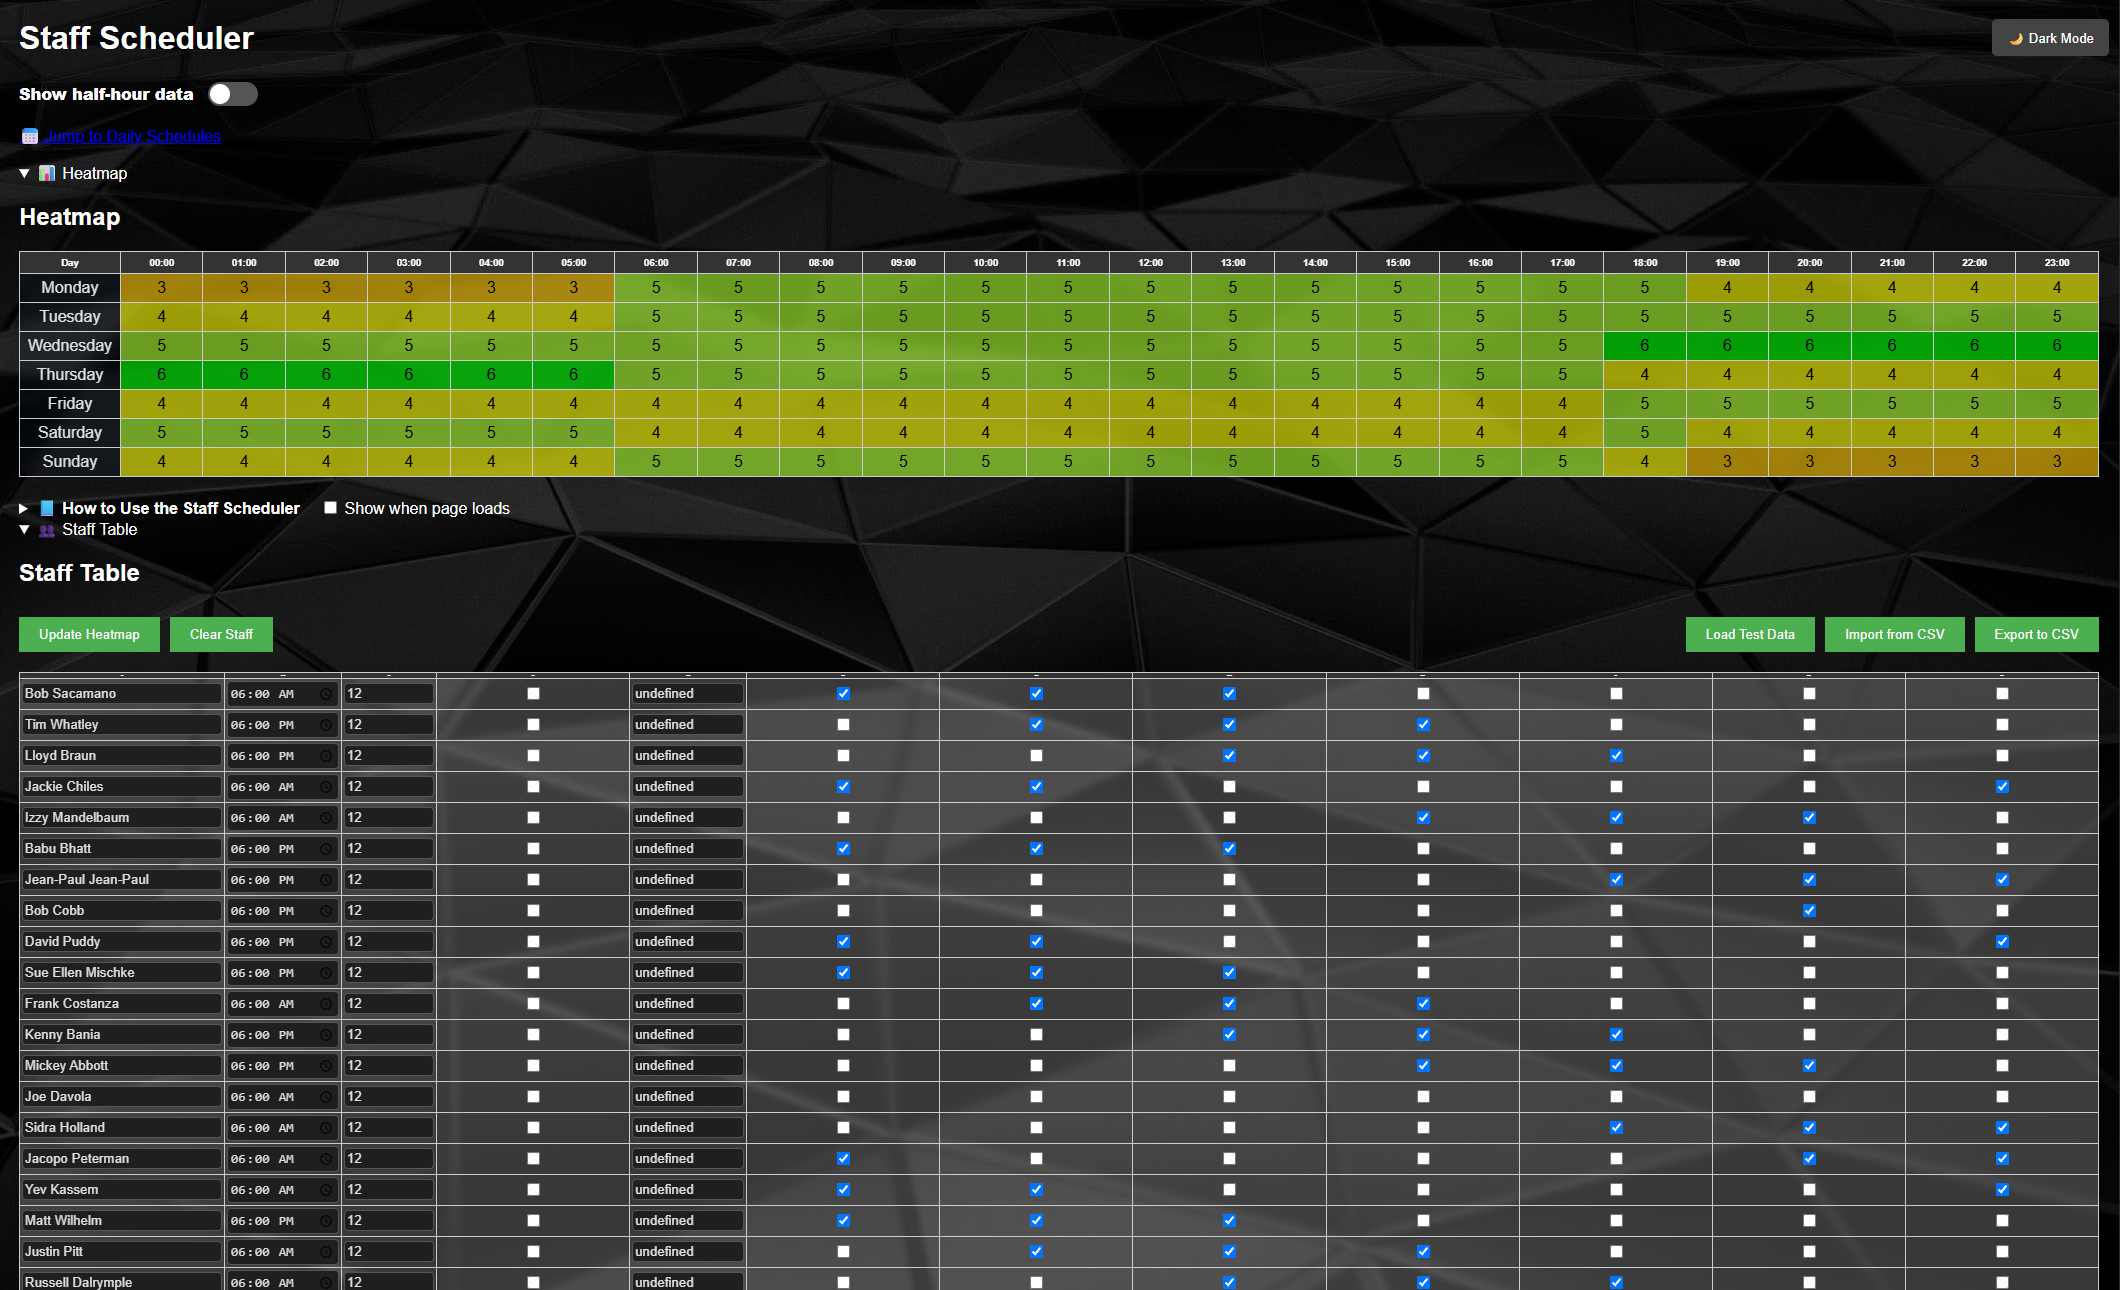 Staff Scheduler
🌙 Dark Mode
Show half-hour data
Jump to Daily Schedules
▼ 📊 Heatmap
Heatmap
Day 00:00 01:00 02:00 03:00 04:00 05:00 06:00 07:00 08:00 09:00 10:00 11:00 12:00 13:00 14:00 15:00 16:00 17:00 18:00 19:00 20:00 21:00 22:00 23:00
Monday 3 3 3 3 3 3 5 5 5 5 5 5 5 5 5 5 5 5 5 4 4 4 4 4
Tuesday 4 4 4 4 4 4 5 5 5 5 5 5 5 5 5 5 5 5 5 5 5 5 5 5
Wednesday 5 5 5 5 5 5 5 5 5 5 5 5 5 5 5 5 5 5 6 6 6 6 6 6
Thursday 6 6 6 6 6 6 5 5 5 5 5 5 5 5 5 5 5 5 4 4 4 4 4 4
Friday 4 4 4 4 4 4 4 4 4 4 4 4 4 4 4 4 4 4 5 5 5 5 5 5
Saturday 5 5 5 5 5 5 4 4 4 4 4 4 4 4 4 4 4 4 5 4 4 4 4 4
Sunday 4 4 4 4 4 4 5 5 5 5 5 5 5 5 5 5 5 5 4 3 3 3 3 3
▶ 📘 How to Use the Staff Scheduler Show when page loads
▼ 👥 Staff Table
Staff Table
Update Heatmap Clear Staff Load Test Data Import from CSV Export to CSV
Bob Sacamano 06:00 AM 12 undefined
Tim Whatley 06:00 PM 12 undefined
Lloyd Braun 06:00 PM 12 undefined
Jackie Chiles 06:00 AM 12 undefined
Izzy Mandelbaum 06:00 AM 12 undefined
Babu Bhatt 06:00 PM 12 undefined
Jean-Paul Jean-Paul 06:00 PM 12 undefined
Bob Cobb 06:00 PM 12 undefined
David Puddy 06:00 PM 12 undefined
Sue Ellen Mischke 06:00 PM 12 undefined
Frank Costanza 06:00 AM 12 undefined
Kenny Bania 06:00 PM 12 undefined
Mickey Abbott 06:00 PM 12 undefined
Joe Davola 06:00 AM 12 undefined
Sidra Holland 06:00 AM 12 undefined
Jacopo Peterman 06:00 AM 12 undefined
Yev Kassem 06:00 AM 12 undefined
Matt Wilhelm 06:00 PM 12 undefined
Justin Pitt 06:00 AM 12 undefined
Russell Dalrymple 06:00 AM 12 undefined